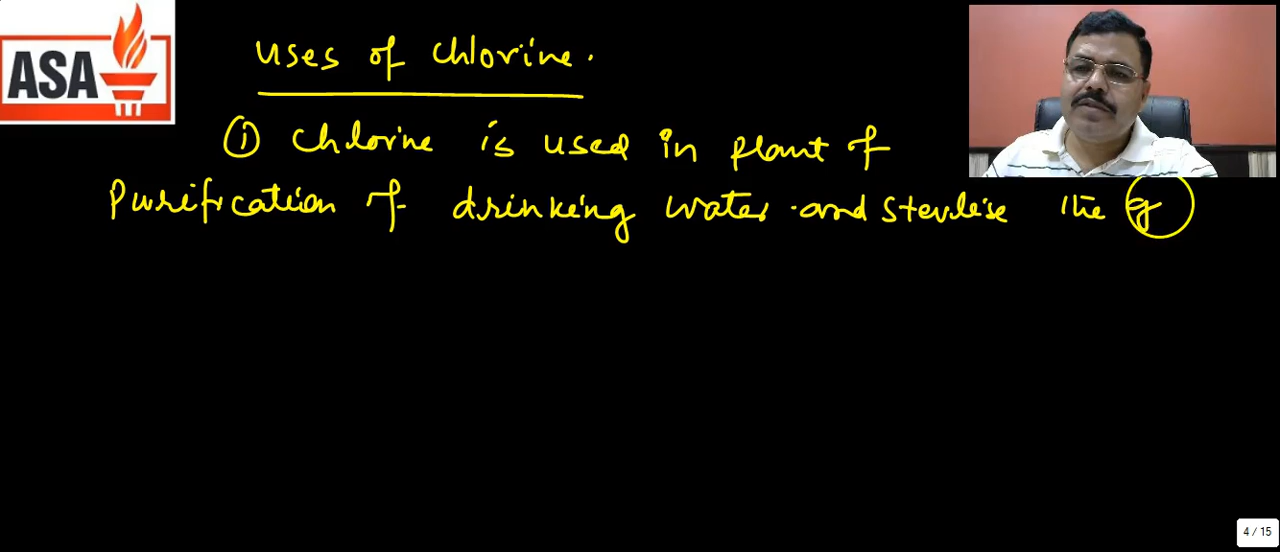 ASA
Uses of Chlorine.
① Chlorine is used in plant of
Purification of drinking water and sterilise the g
4 / 15